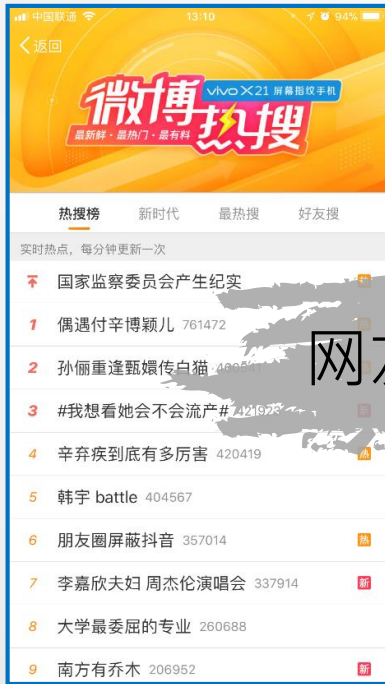 中国联通 13:10 94%
返回
微博
vivo X21 屏幕指纹手机
最新鲜·最热门·最有料
热搜
热搜榜 新时代 最热搜 好友搜
实时热点,每分钟更新一次
国家监察委员会产生纪实 热
1 偶遇付辛博颖儿 761472
2 孙俪重逢甄嬛传白猫
网友
3 #我想看她会不会流产# 421923
4 辛弃疾到底有多厉害 420419 热
5 韩宇 battle 404567
6 朋友圈屏蔽抖音 357014 热
7 李嘉欣夫妇 周杰伦演唱会 337914 新
8 大学最委屈的专业 260688
9 南方有乔木 206952 新